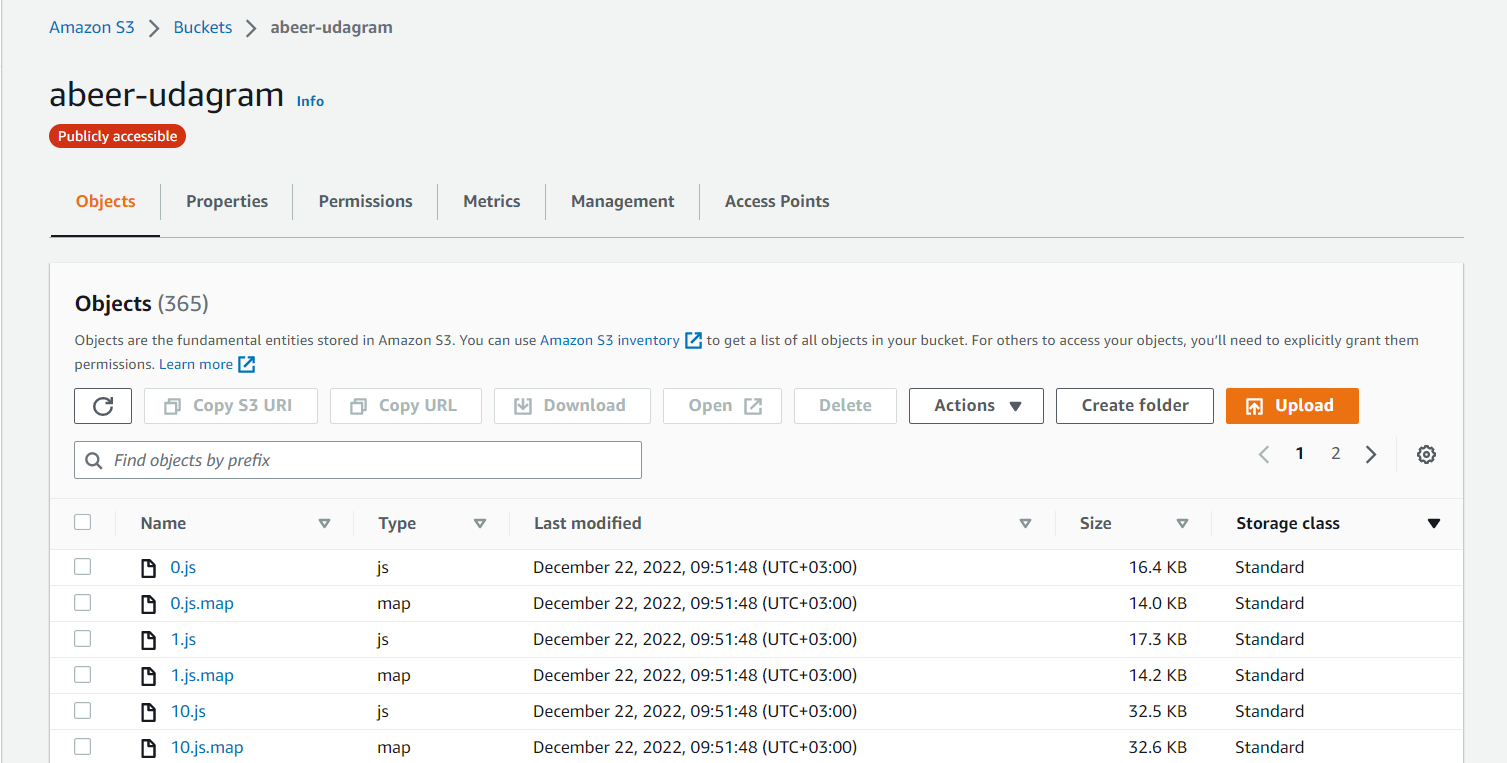 Amazon S3 > Buckets > abeer-udagram
abeer-udagram Info
Publicly accessible
Objects Properties Permissions Metrics Management Access Points
Objects (365)
Objects are the fundamental entities stored in Amazon S3. You can use Amazon S3 inventory to get a list of all objects in your bucket. For others to access your objects, you'll need to explicitly grant them
permissions. Learn more
Copy S3 URI Copy URL Download Open Delete Actions Create folder Upload
Find objects by prefix 1 2
Name Type Last modified Size Storage class
0.js js December 22, 2022, 09:51:48 (UTC+03:00) 16.4 KB Standard
0.js.map map December 22, 2022, 09:51:48 (UTC+03:00) 14.0 KB Standard
1.js js December 22, 2022, 09:51:48 (UTC+03:00) 17.3 KB Standard
1.js.map map December 22, 2022, 09:51:48 (UTC+03:00) 14.2 KB Standard
10.js js December 22, 2022, 09:51:48 (UTC+03:00) 32.5 KB Standard
10.js.map map December 22, 2022, 09:51:48 (UTC+03:00) 32.6 KB Standard